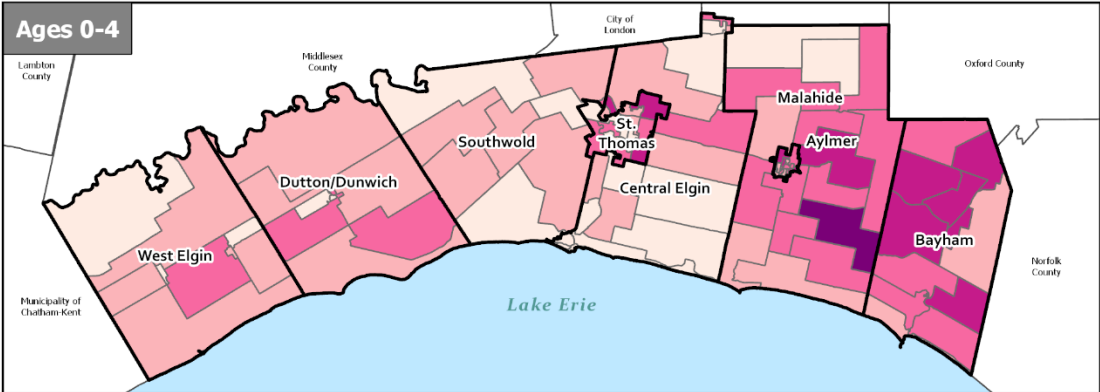 Ages 0-4
Lambton
County
Middlesex
County
City of
London
Oxford County
Malahide
St.
Thomas
Aylmer
Southwold
Dutton/Dunwich
Central Elgin
West Elgin
Bayham
Norfolk
County
Municipality of
Chatham-Kent
Lake Erie